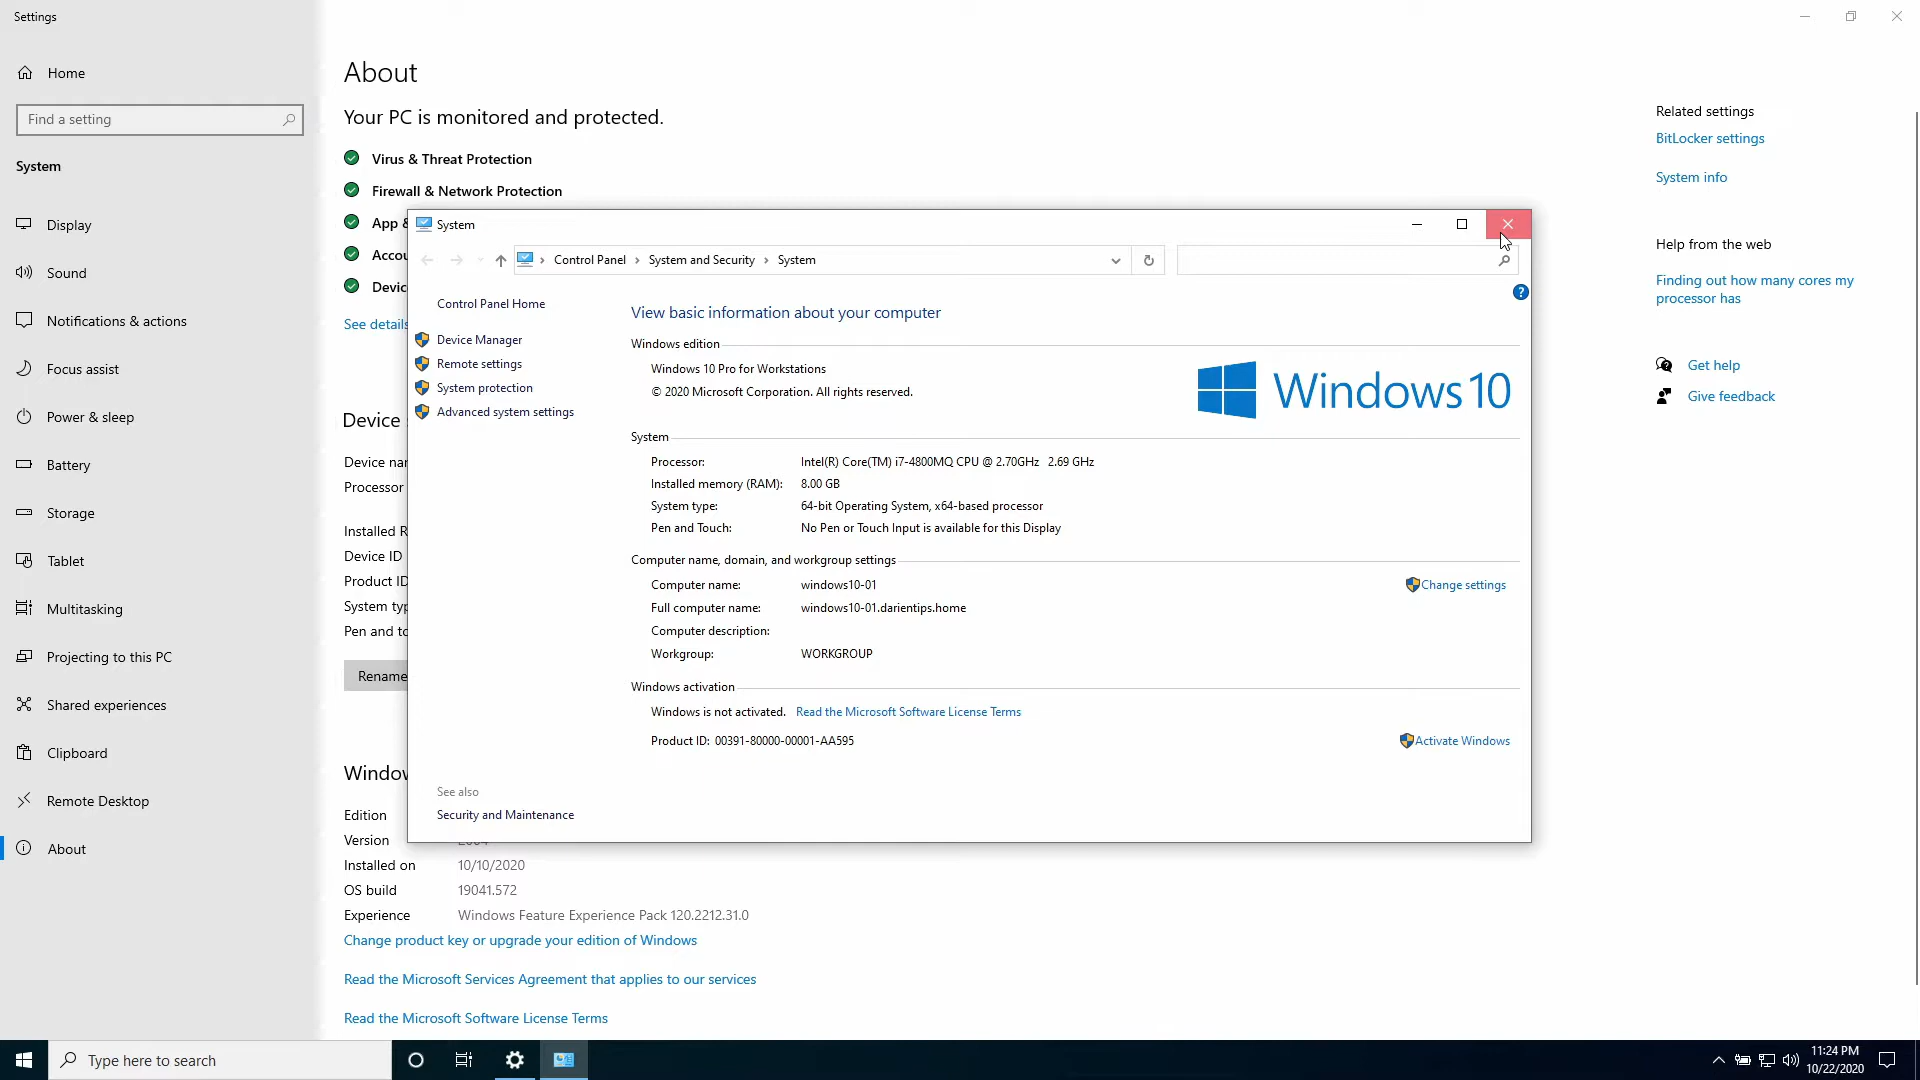 Settings
Home
Find a setting
System
Display
Sound
Notifications & actions
Focus assist
Power & sleep
Battery
Storage
Tablet
Multitasking
Projecting to this PC
Shared experiences
Clipboard
Remote Desktop
About
About
Your PC is monitored and protected.
Virus & Threat Protection
Firewall & Network Protection
App &
See details
Device
Installed
Device ID
Product ID
Pen and
Rename
Edition
Version
Installed on 10/10/2020
OS build 19041.572
Experience Windows Feature Experience Pack 120.2212.31.0
Change product key or upgrade your edition of Windows
Read the Microsoft Services Agreement that applies to our services
Read the Microsoft Software License Terms
System
Control Panel › System and Security › System
Control Panel Home
Device Manager
Remote settings
System protection
Advanced system settings
See also
Security and Maintenance
View basic information about your computer
Windows edition
Windows 10 Pro for Workstations
© 2020 Microsoft Corporation. All rights reserved.
Windows 10
System
Processor: Intel(R) Core(TM) i7-4800MQ CPU @ 2.70GHz 2.69 GHz
Installed memory (RAM): 8.00 GB
System type: 64-bit Operating System, x64-based processor
Pen and Touch: No Pen or Touch Input is available for this Display
Computer name, domain, and workgroup settings
Computer name: windows10-01
Change settings
Full computer name: windows10-01.darientips.home
Computer description:
Workgroup: WORKGROUP
Windows activation
Windows is not activated. Read the Microsoft Software License Terms
Product ID: 00391-80000-00001-AA595
Activate Windows
Related settings
BitLocker settings
System info
Help from the web
Finding out how many cores my
processor has
Get help
Give feedback
Type here to search
11:24 PM
10/22/2020